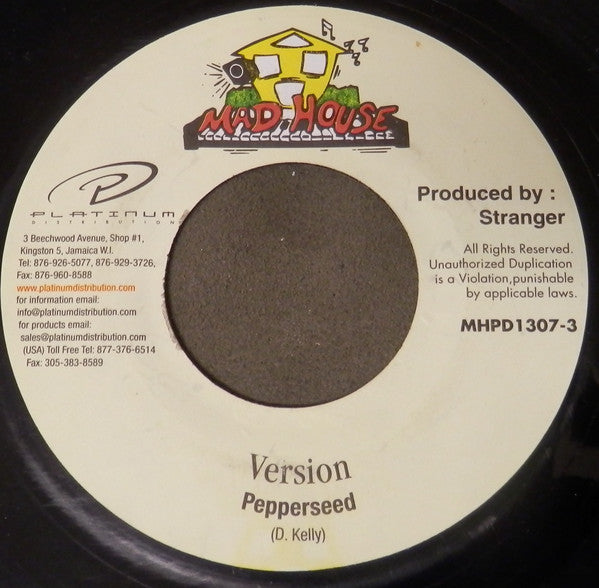 MAD HOUSE
PLATINUM
DISTRIBUTION
3 Beechwood Avenue, Shop #1,
Kingston 5, Jamaica W.I.
Tel: 876-926-5077, 876-929-3726,
Fax: 876-960-8588
www.platinumdistribution.com
for information email:
info@platinumdistribution.com
for products email:
sales@platinumdistribution.com
(USA) Toll Free Tel: 877-376-6514
Fax: 305-383-8589
Produced by :
Stranger
All Rights Reserved.
Unauthorized Duplication
is a Violation,punishable
by applicable laws.
MHPD1307-3
Version
Pepperseed
(D. Kelly)